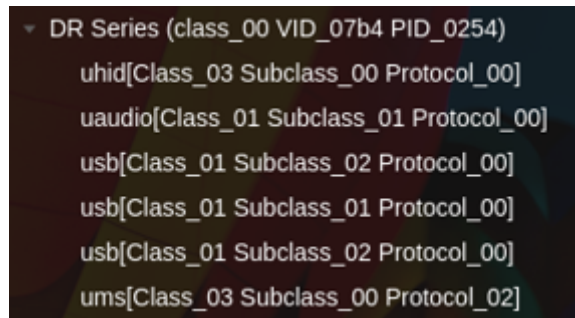 DR Series (class_00 VID_07b4 PID_0254)
uhid[Class_03 Subclass_00 Protocol_00]
uaudio[Class_01 Subclass_01 Protocol_00]
usb[Class_01 Subclass_02 Protocol_00]
usb[Class_01 Subclass_01 Protocol_00]
usb[Class_01 Subclass_02 Protocol_00]
ums[Class_03 Subclass_00 Protocol_02]